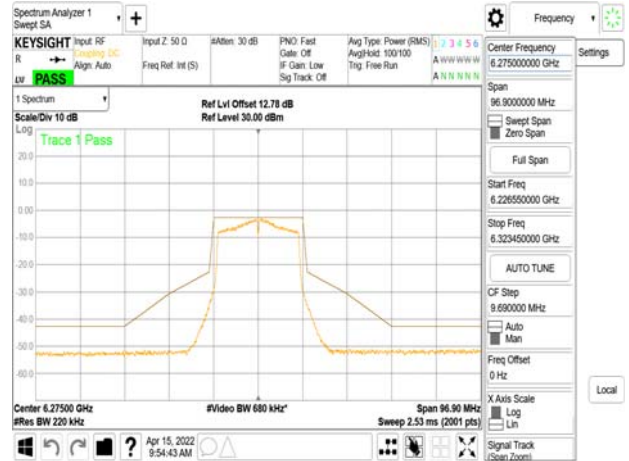 Spectrum Analyzer 1
Swept SA
+
Frequency
KEYSIGHT
Input: RF
Coupling: DC
Align: Auto
Input Z: 50 Ω
Freq Ref: Int (S)
#Atten: 30 dB
PNO: Fast
Gate: Off
IF Gain: Low
Sig Track: Off
Avg Type: Power (RMS)
Avg|Hold: 100/100
Trig: Free Run
1 2 3 4 5 6
A W W W W W
A N N N N N
R
LU
PASS
1 Spectrum
Scale/Div 10 dB
Ref Lvl Offset 12.78 dB
Ref Level 30.00 dBm
Log
Trace 1 Pass
20.0
10.0
0.00
-10.0
-20.0
-30.0
-40.0
-50.0
-60.0
Center 6.27500 GHz
#Res BW 220 kHz
#Video BW 680 kHz*
Span 96.90 MHz
Sweep 2.53 ms (2001 pts)
Apr 15, 2022
9:54:43 AM
?
Center Frequency
6.275000000 GHz
Settings
Span
96.9000000 MHz
Swept Span
Zero Span
Full Span
Start Freq
6.226550000 GHz
Stop Freq
6.323450000 GHz
AUTO TUNE
CF Step
9.690000 MHz
Auto
Man
Freq Offset
0 Hz
X Axis Scale
Log
Lin
Local
Signal Track
(Span Zoom)